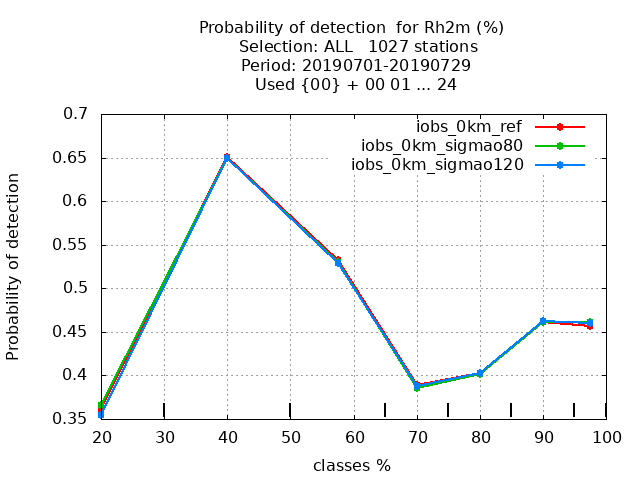 Probability of detection  for Rh2m (%)
Selection: ALL   1027 stations
Period: 20190701-20190729
Used {00} + 00 01 ... 24
Probability of detection
0.7
0.65
0.6
0.55
0.5
0.45
0.4
0.35
iobs_0km_ref
iobs_0km_sigmao80
iobs_0km_sigmao120
20 30 40 50 60 70 80 90 100
classes %